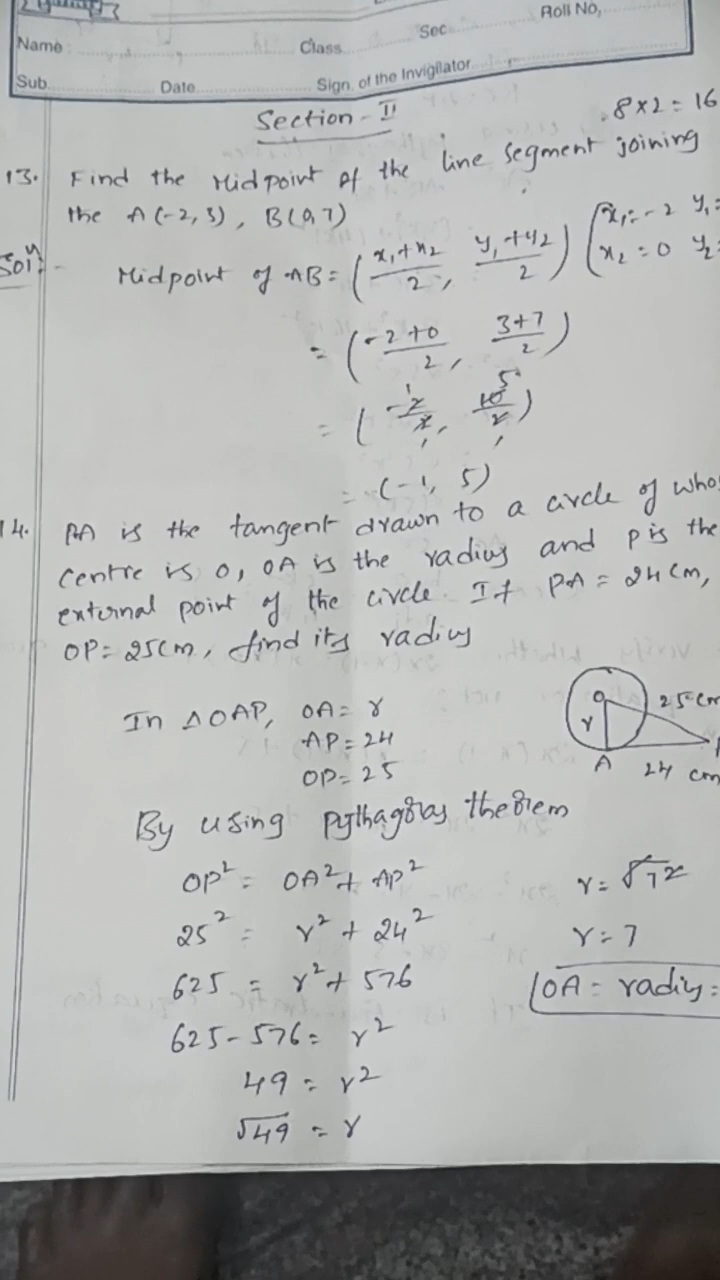 Roll No.
Name Class Sec
Sub. Date Sign. of the Invigilator
Section - II 8 x 2 = 16
13. Find the Midpoint of the line segment joining
the A(-2, 3), B(0, 7)
Sol:-
Midpoint of AB = (x₁+x₂/2, y₁+y₂/2) (x₁ = -2 y₁ =
x₂ = 0 y₂ =
= (-2+0/2, 3+7/2)
= (-2/2, 10/2)
= (-1, 5)
14. PA is the tangent drawn to a circle of
centre is O, OA is the radius and P is the
external point of the circle. If PA = 24 cm,
OP = 25cm, find its radius
In △OAP, OA = r
AP = 24
OP = 25
O 25 cm
r
A 24 cm
By using pythagoras theorem
OP² = OA² + AP²
25² = r² + 24²
625 = r² + 576
625 - 576 = r²
49 = r²
√49 = r
r = √7²
r = 7
OA = radius =